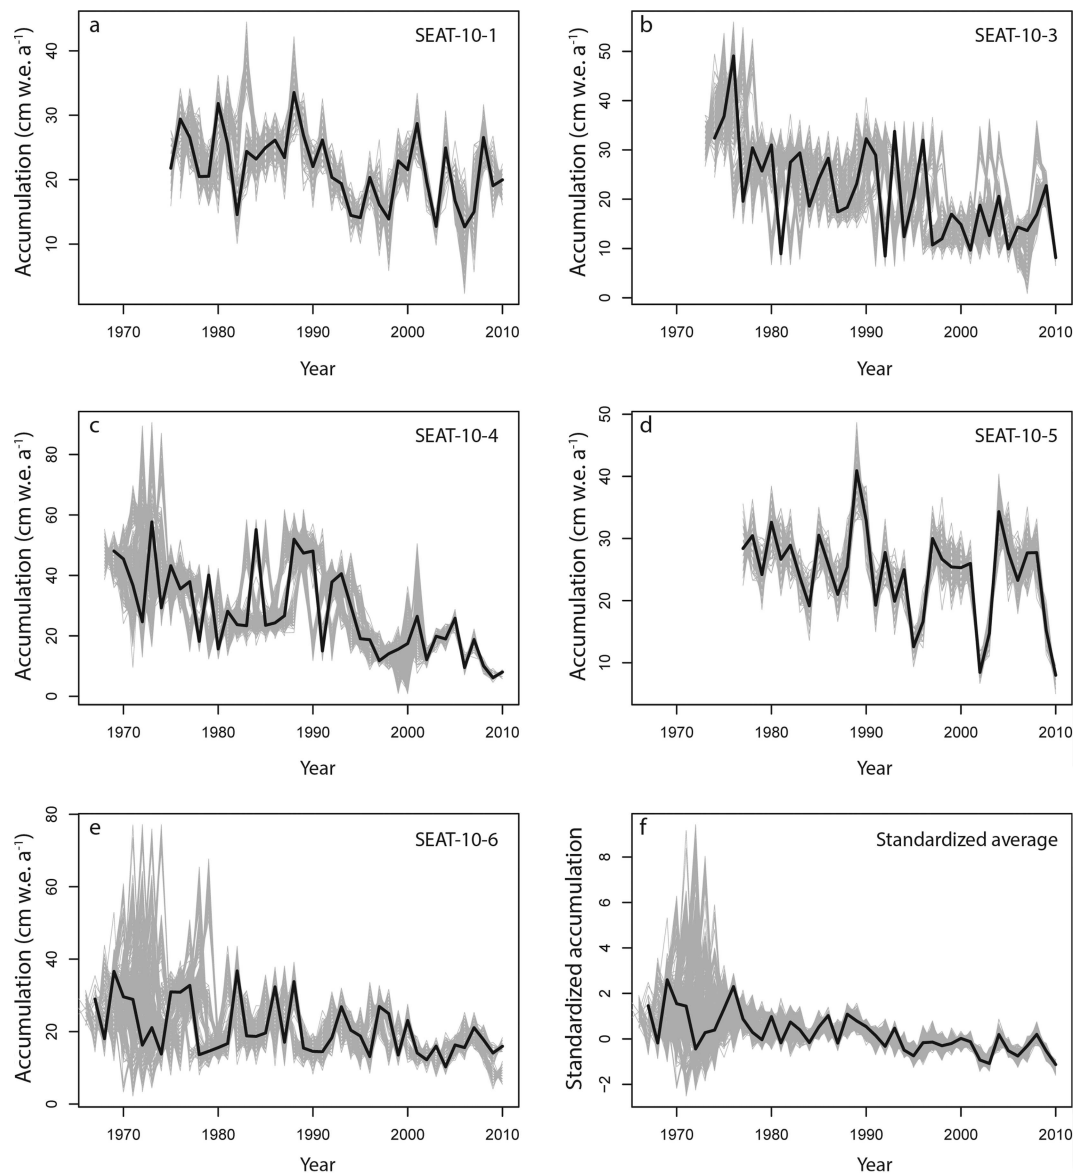 a
SEAT-10-1
Accumulation (cm w.e. a⁻¹)
40
30
20
10
1970 1980 1990 2000 2010
Year
b
SEAT-10-3
Accumulation (cm w.e. a⁻¹)
50
40
30
20
10
0
1970 1980 1990 2000 2010
Year
c
SEAT-10-4
Accumulation (cm w.e. a⁻¹)
80
60
40
20
0
1970 1980 1990 2000 2010
Year
d
SEAT-10-5
Accumulation (cm w.e. a⁻¹)
50
40
30
20
10
1970 1980 1990 2000 2010
Year
e
SEAT-10-6
Accumulation (cm w.e. a⁻¹)
80
60
40
20
0
1970 1980 1990 2000 2010
Year
f
Standardized average
Standardized accumulation
8
6
4
2
0
−2
1970 1980 1990 2000 2010
Year